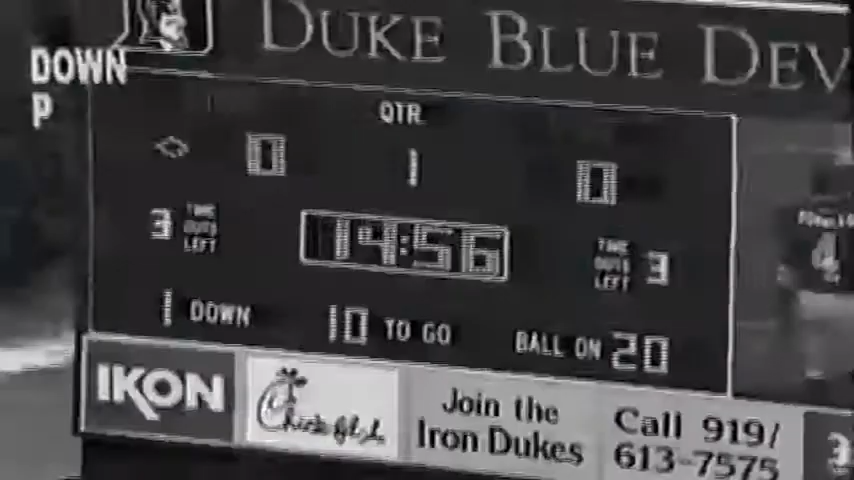 DUKE BLUE DEV
DOWN
P
QTR
0 1 0
3 TIME OUTS LEFT
14:56
TIME OUTS LEFT 3
1 DOWN 10 TO GO BALL ON 20
IKON
Chick-fil-A
Join the
Iron Dukes
Call 919/
613-7575
3